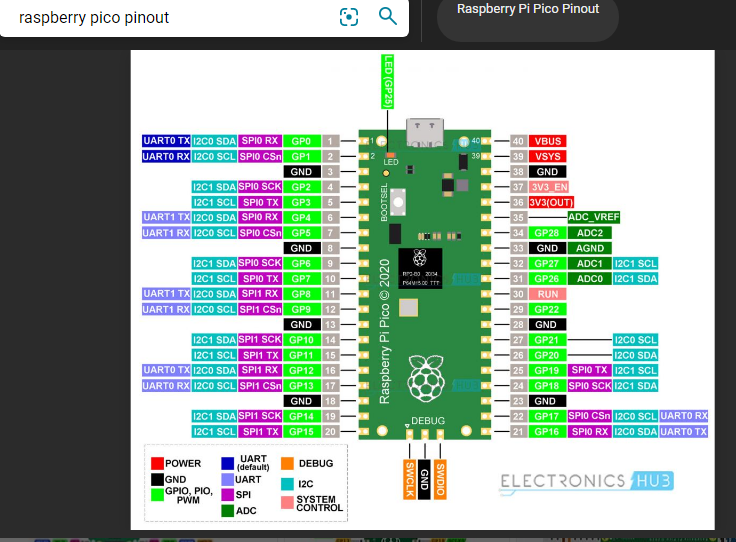 raspberry pico pinout
Raspberry Pi Pico Pinout
LED (GP25)
UART0 TX I2C0 SDA SPI0 RX GP0 1
UART0 RX I2C0 SCL SPI0 CSn GP1 2
GND 3
I2C1 SDA SPI0 SCK GP2 4
I2C1 SCL SPI0 TX GP3 5
UART1 TX I2C0 SDA SPI0 RX GP4 6
UART1 RX I2C0 SCL SPI0 CSn GP5 7
GND 8
I2C1 SDA SPI0 SCK GP6 9
I2C1 SCL SPI0 TX GP7 10
UART1 TX I2C0 SDA SPI1 RX GP8 11
UART1 RX I2C0 SCL SPI1 CSn GP9 12
GND 13
I2C1 SDA SPI1 SCK GP10 14
I2C1 SCL SPI1 TX GP11 15
UART0 TX I2C0 SDA SPI1 RX GP12 16
UART0 RX I2C0 SCL SPI1 CSn GP13 17
GND 18
I2C1 SDA SPI1 SCK GP14 19
I2C1 SCL SPI1 TX GP15 20
1
2
40
39
LED
BOOTSEL
Raspberry Pi Pico © 2020
DEBUG
SWCLK
GND
SWDIO
40 VBUS
39 VSYS
38 GND
37 3V3_EN
36 3V3(OUT)
35 ADC_VREF
34 GP28 ADC2
33 GND AGND
32 GP27 ADC1 I2C1 SCL
31 GP26 ADC0 I2C1 SDA
30 RUN
29 GP22
28 GND
27 GP21 I2C0 SCL
26 GP20 I2C0 SDA
25 GP19 SPI0 TX I2C1 SCL
24 GP18 SPI0 SCK I2C1 SDA
23 GND
22 GP17 SPI0 CSn I2C0 SCL UART0 RX
21 GP16 SPI0 RX I2C0 SDA UART0 TX
POWER
GND
GPIO, PIO,
PWM
UART
(default)
UART
SPI
ADC
DEBUG
I2C
SYSTEM
CONTROL
ELECTRONICS HUB